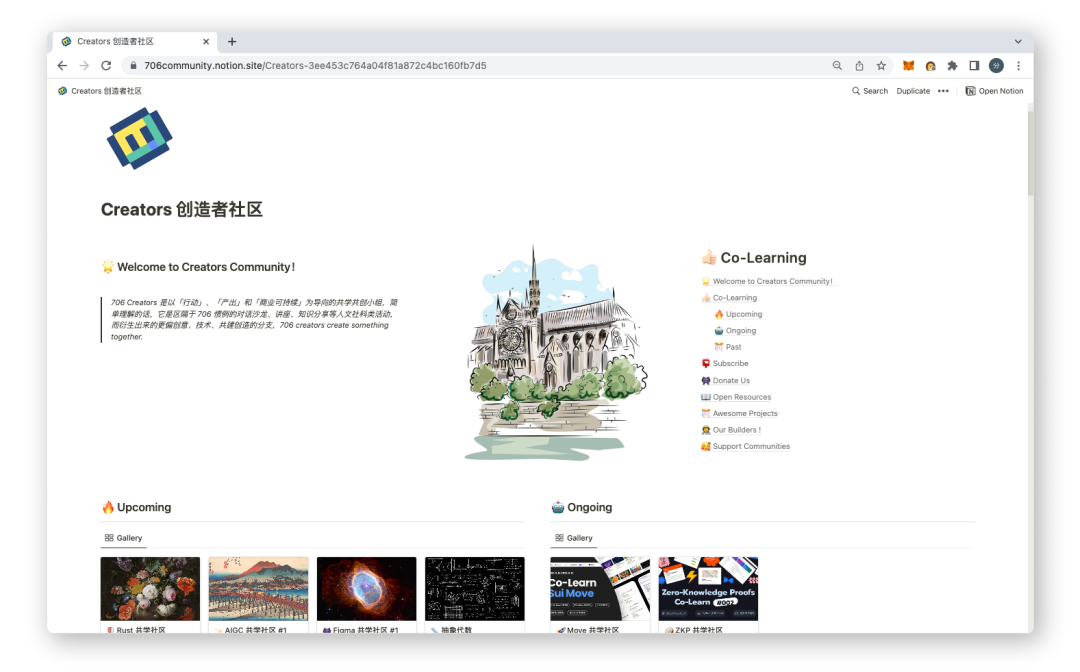 Creators 创造者社区
706community.notion.site/Creators-3ee453c764a04f81a872c4bc160fb7d5
Creators 创造者社区
Search Duplicate ••• Open Notion
Creators 创造者社区
Welcome to Creators Community!
706 Creators 是以「行动」、「产出」和「商业可持续」为导向的共学共创小组,简
单理解的话,它是区隔于 706 惯例的对话沙龙、讲座、知识分享等人文社科类活动,
而衍生出来的更偏创意、技术、共建创造的分支,706 creators create something
together.
Co-Learning
Welcome to Creators Community!
Co-Learning
Upcoming
Ongoing
Past
Subscribe
Donate Us
Open Resources
Awesome Projects
Our Builders !
Support Communities
Upcoming
Gallery
Rust 共学社区
AIGC 共学社区 #1
Figma 共学社区 #1
抽象代数
Ongoing
Gallery
Co-Learn
Sui Move
Move 共学社区
Zero-Knowledge Proofs
Co-Learn #002
ZKP 共学社区